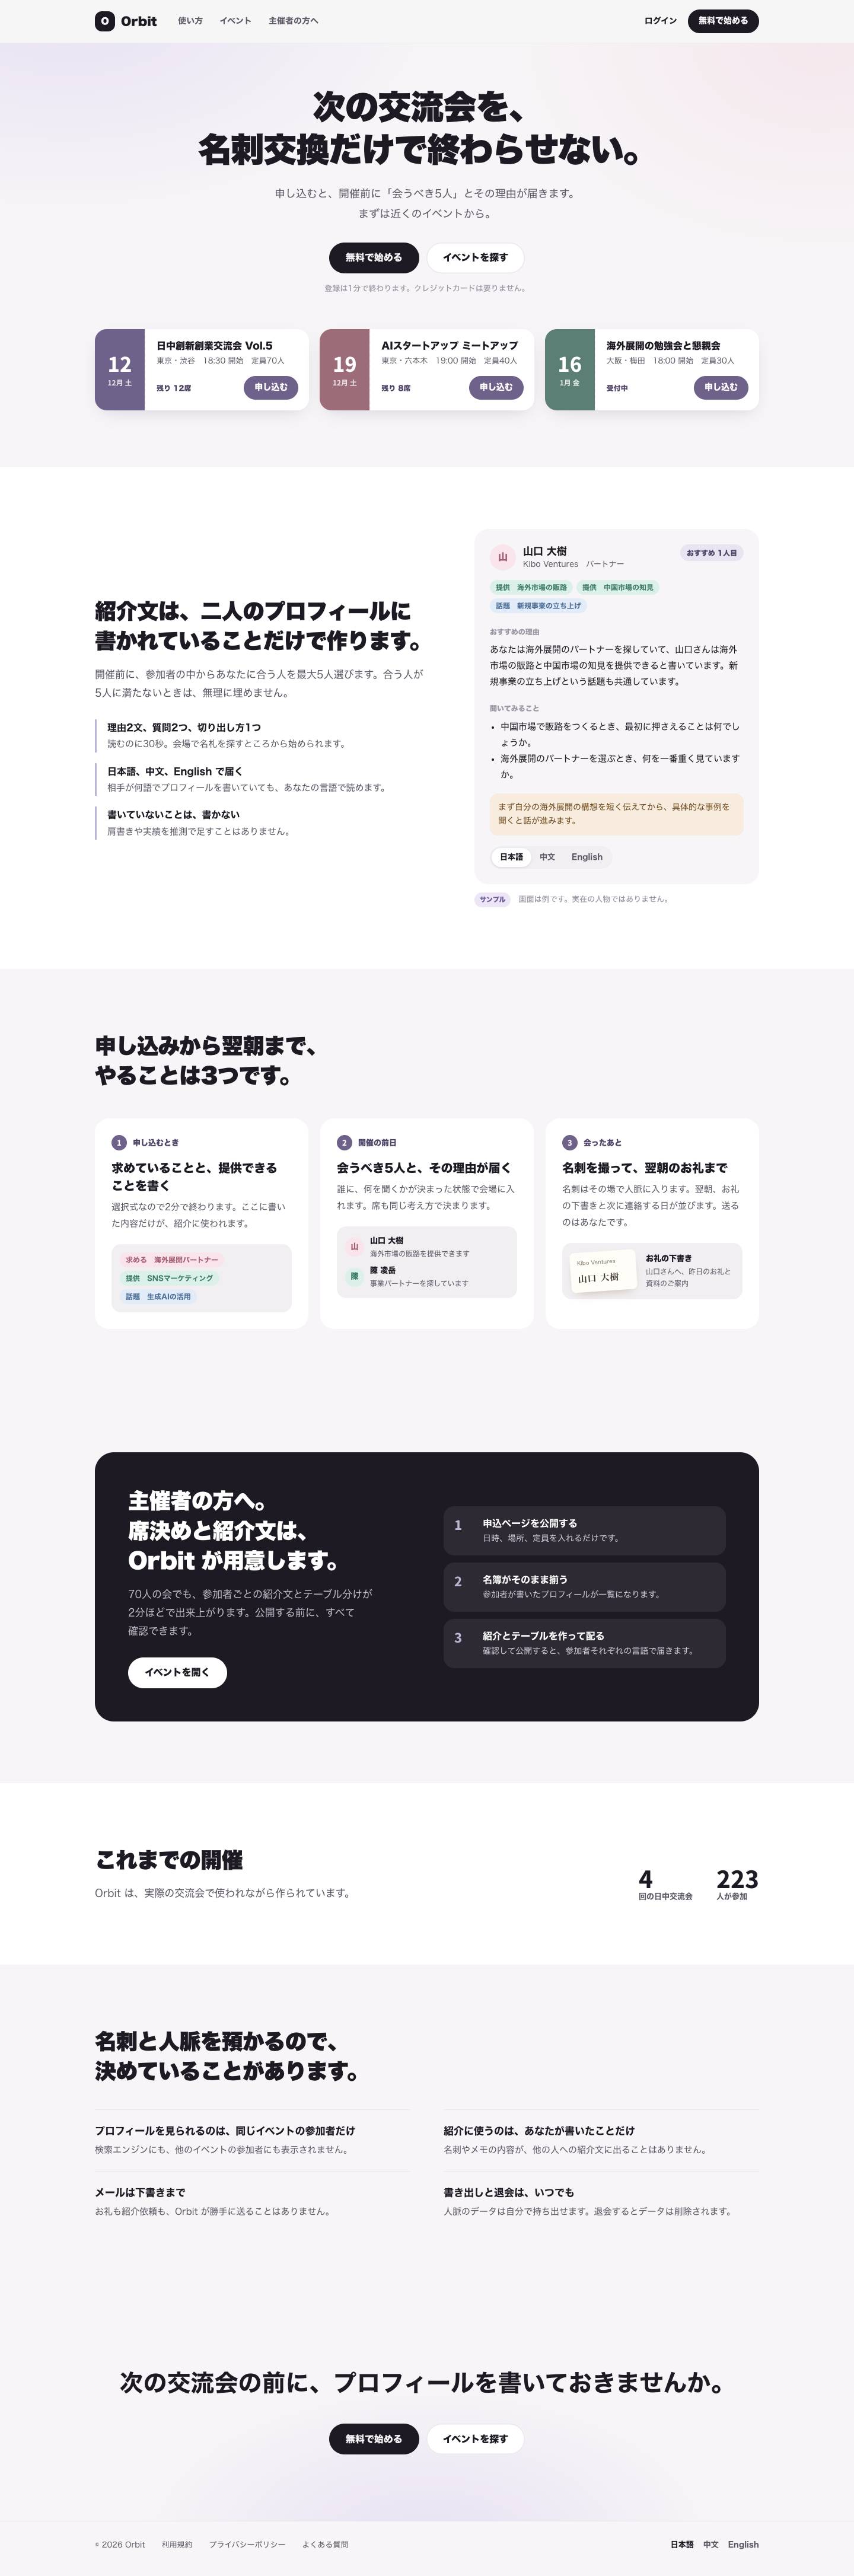 O Orbit 使い方 イベント 主催者の方へ ログイン 無料で始める
次の交流会を、
名刺交換だけで終わらせない。
申し込むと、開催前に「会うべき5人」とその理由が届きます。
まずは近くのイベントから。
無料で始める イベントを探す
登録は1分で終わります。クレジットカードは要りません。
12
12月 土
日中創新創業交流会 Vol.5
東京・渋谷 18:30 開始 定員70人
残り 12席 申し込む
19
12月 土
AIスタートアップ ミートアップ
東京・六本木 19:00 開始 定員40人
残り 8席 申し込む
16
1月 金
海外展開の勉強会と懇親会
大阪・梅田 18:00 開始 定員30人
受付中 申し込む
紹介文は、二人のプロフィールに
書かれていることだけで作ります。
開催前に、参加者の中からあなたに合う人を最大5人選びます。合う人が
5人に満たないときは、無理に埋めません。
理由2文、質問2つ、切り出し方1つ
読むのに30秒。会場で名札を探すところから始められます。
日本語、中文、English で届く
相手が何語でプロフィールを書いていても、あなたの言語で読めます。
書いていないことは、書かない
肩書きや実績を推測で足すことはありません。
山 山口 大樹
Kibo Ventures パートナー
おすすめ 1人目
提供 海外市場の販路 提供 中国市場の知見
話題 新規事業の立ち上げ
おすすめの理由
あなたは海外展開のパートナーを探していて、山口さんは海外
市場の販路と中国市場の知見を提供できると書いています。新
規事業の立ち上げという話題も共通しています。
聞いてみること
• 中国市場で販路をつくるとき、最初に押さえることは何でし
ょうか。
• 海外展開のパートナーを選ぶとき、何を一番重く見ています
か。
まず自分の海外展開の構想を短く伝えてから、具体的な事例を
聞くと話が進みます。
日本語 中文 English
サンプル 画面は例です。実在の人物ではありません。
申し込みから翌朝まで、
やることは3つです。
1 申し込むとき
求めていることと、提供できる
ことを書く
選択式なので2分で終わります。ここに書い
た内容だけが、紹介に使われます。
求める 海外展開パートナー
提供 SNSマーケティング
話題 生成AIの活用
2 開催の前日
会うべき5人と、その理由が届く
誰に、何を聞くかが決まった状態で会場に入
れます。席も同じ考え方で決まります。
山 山口 大樹
海外市場の販路を提供できます
陳 陳 凌岳
事業パートナーを探しています
3 会ったあと
名刺を撮って、翌朝のお礼まで
名刺はその場で人脈に入ります。翌朝、お礼
の下書きと次に連絡する日が並びます。送る
のはあなたです。
Kibo Ventures
山口 大樹
お礼の下書き
山口さんへ、昨日のお礼と
資料のご案内
主催者の方へ。
席決めと紹介文は、
Orbit が用意します。
70人の会でも、参加者ごとの紹介文とテーブル分けが
2分ほどで出来上がります。公開する前に、すべて
確認できます。
イベントを開く
1 申込ページを公開する
日時、場所、定員を入れるだけです。
2 名簿がそのまま揃う
参加者が書いたプロフィールが一覧になります。
3 紹介とテーブルを作って配る
確認して公開すると、参加者それぞれの言語で届きます。
これまでの開催
Orbit は、実際の交流会で使われながら作られています。
4
回の日中交流会
223
人が参加
名刺と人脈を預かるので、
決めていることがあります。
プロフィールを見られるのは、同じイベントの参加者だけ
検索エンジンにも、他のイベントの参加者にも表示されません。
紹介に使うのは、あなたが書いたことだけ
名刺やメモの内容が、他の人への紹介文に出ることはありません。
メールは下書きまで
お礼も紹介依頼も、Orbit が勝手に送ることはありません。
書き出しと退会は、いつでも
人脈のデータは自分で持ち出せます。退会するとデータは削除されます。
次の交流会の前に、プロフィールを書いておきませんか。
無料で始める イベントを探す
© 2026 Orbit 利用規約 プライバシーポリシー よくある質問 日本語 中文 English